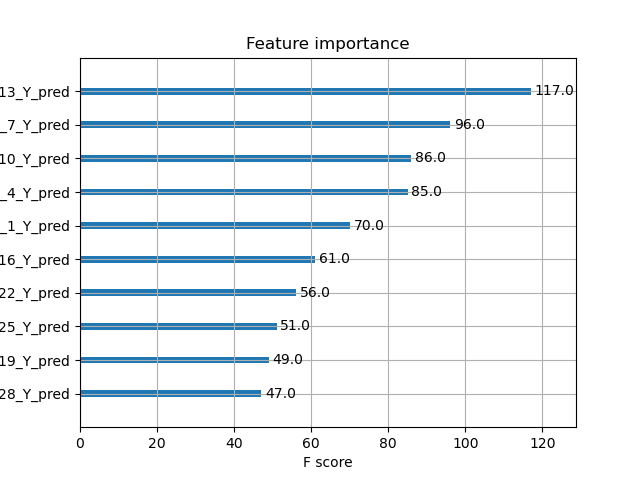 Feature importance
13_Y_pred 117.0
_7_Y_pred 96.0
10_Y_pred 86.0
_4_Y_pred 85.0
_1_Y_pred 70.0
16_Y_pred 61.0
22_Y_pred 56.0
25_Y_pred 51.0
19_Y_pred 49.0
28_Y_pred 47.0
0 20 40 60 80 100 120
F score